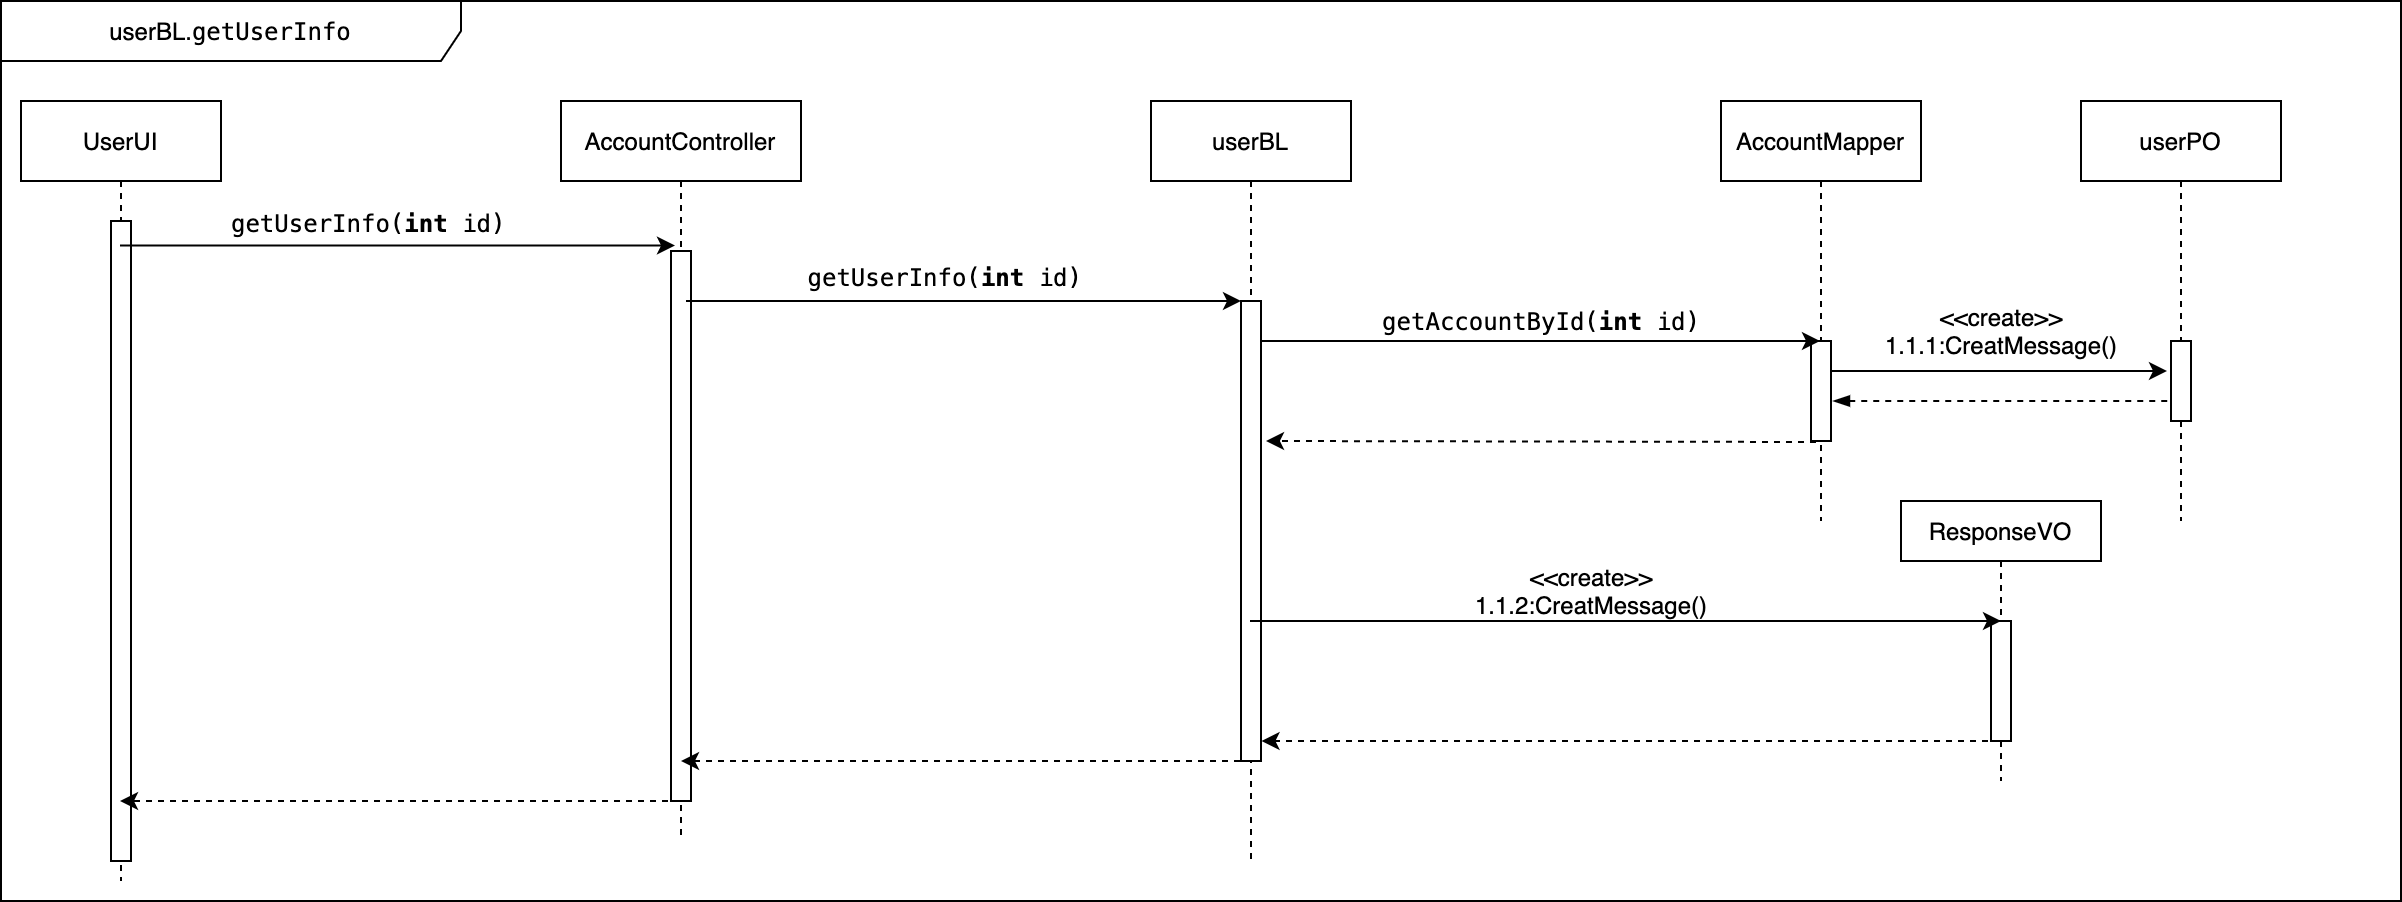 userBL.getUserInfo
UserUI
AccountController
userBL
AccountMapper
userPO
getUserInfo(int id)
getUserInfo(int id)
getAccountById(int id)
<<create>>
1.1.1:CreatMessage()
ResponseVO
<<create>>
1.1.2:CreatMessage()